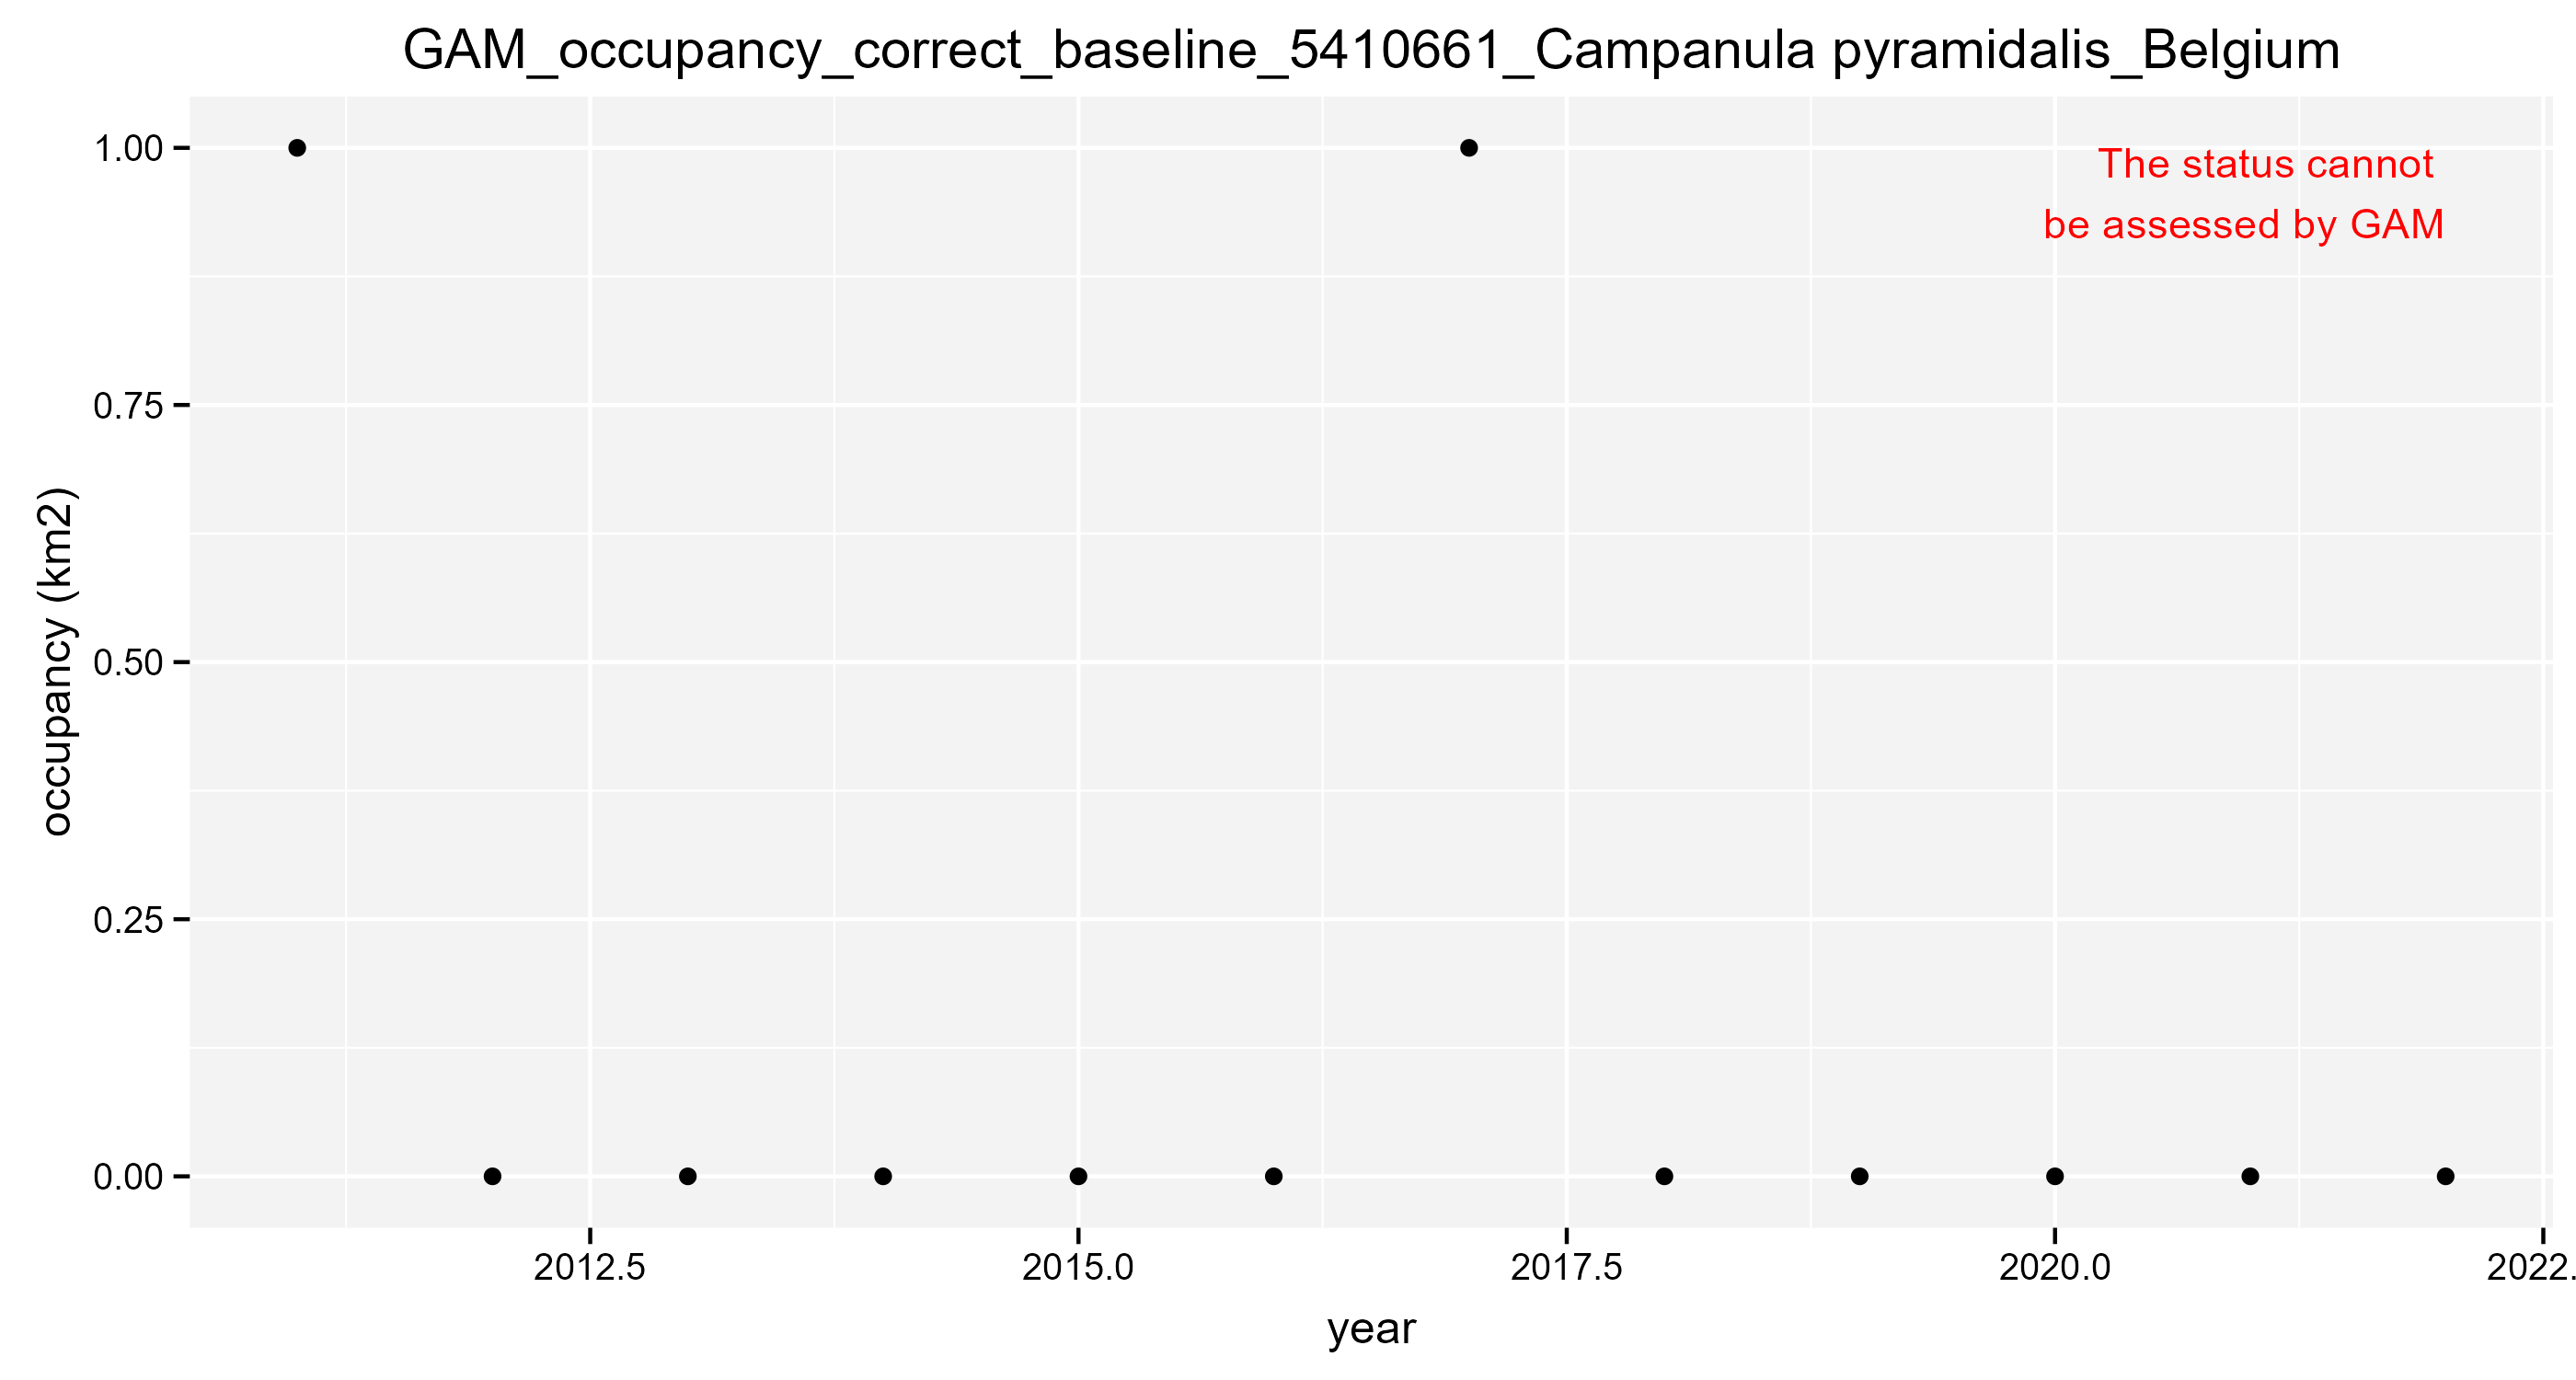 GAM_occupancy_correct_baseline_5410661_Campanula pyramidalis_Belgium
The status cannot
be assessed by GAM
occupancy (km2)
1.00
0.75
0.50
0.25
0.00
2012.5 2015.0 2017.5 2020.0 2022.
year